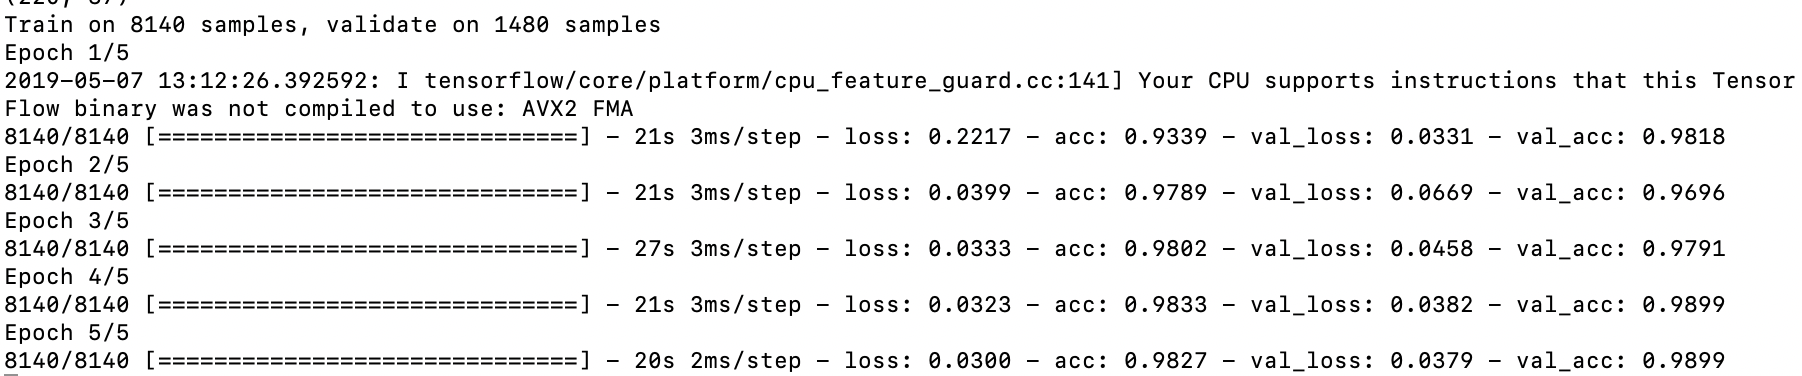 Train on 8140 samples, validate on 1480 samples
Epoch 1/5
2019-05-07 13:12:26.392592: I tensorflow/core/platform/cpu_feature_guard.cc:141] Your CPU supports instructions that this Tensor
Flow binary was not compiled to use: AVX2 FMA
8140/8140 [==============================] - 21s 3ms/step - loss: 0.2217 - acc: 0.9339 - val_loss: 0.0331 - val_acc: 0.9818
Epoch 2/5
8140/8140 [==============================] - 21s 3ms/step - loss: 0.0399 - acc: 0.9789 - val_loss: 0.0669 - val_acc: 0.9696
Epoch 3/5
8140/8140 [==============================] - 27s 3ms/step - loss: 0.0333 - acc: 0.9802 - val_loss: 0.0458 - val_acc: 0.9791
Epoch 4/5
8140/8140 [==============================] - 21s 3ms/step - loss: 0.0323 - acc: 0.9833 - val_loss: 0.0382 - val_acc: 0.9899
Epoch 5/5
8140/8140 [==============================] - 20s 2ms/step - loss: 0.0300 - acc: 0.9827 - val_loss: 0.0379 - val_acc: 0.9899